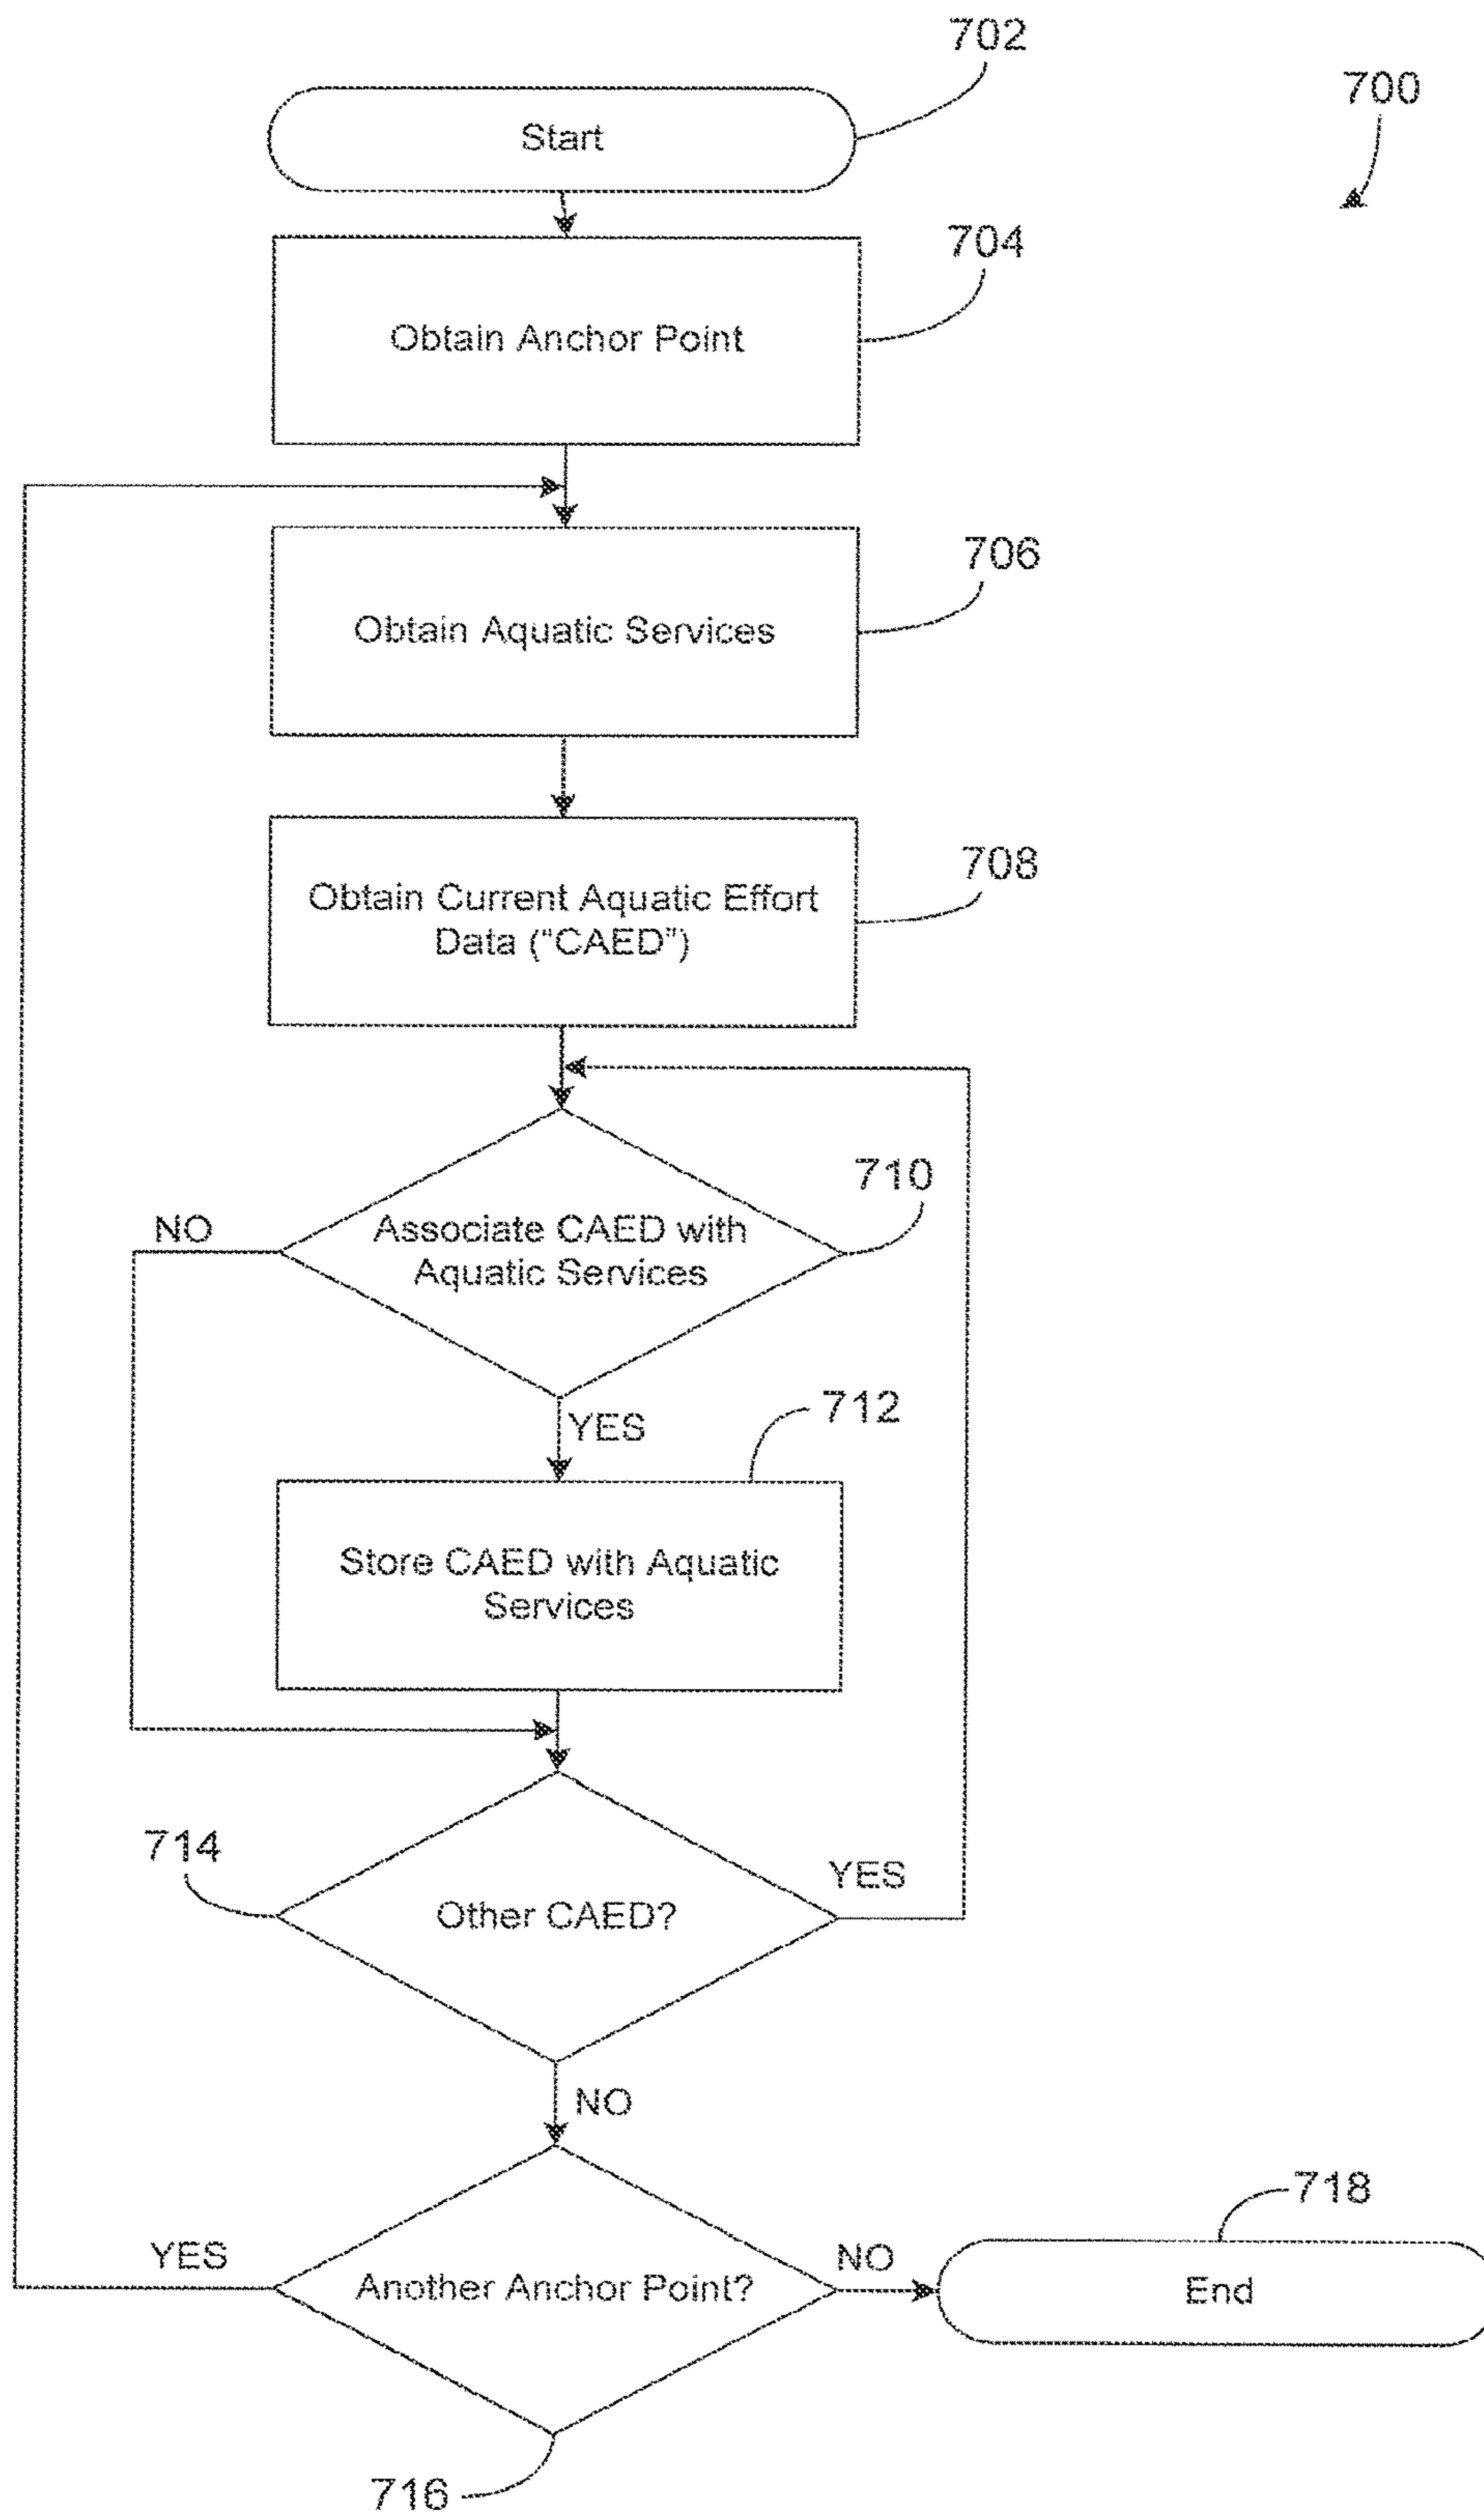 702
700
Start
704
Obtain Anchor Point
706
Obtain Aquatic Services
708
Obtain Current Aquatic Effort
Data ("CAED")
710
NO
Associate CAED with
Aquatic Services
YES
712
Store CAED with Aquatic
Services
714
YES
Other CAED?
NO
718
YES
NO
Another Anchor Point?
End
716